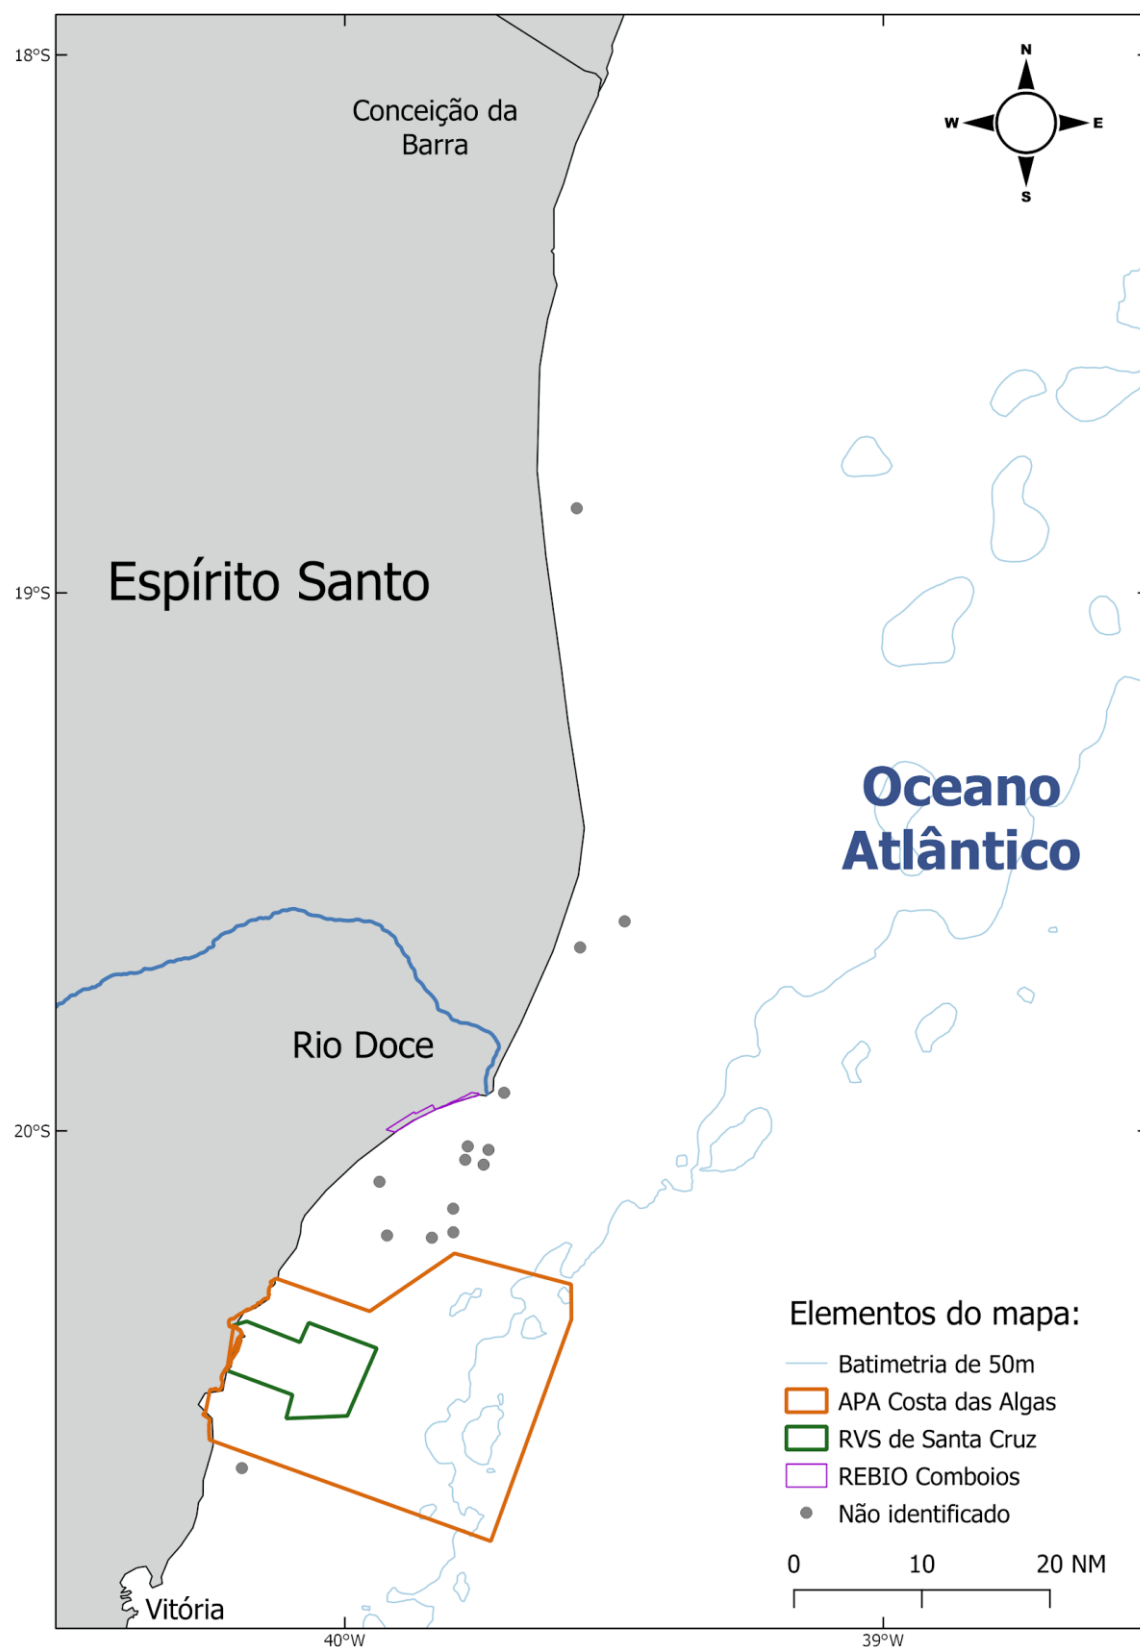 18°S
N
W
E
S
Conceição da
Barra
Espírito Santo
19°S
Oceano
Atlântico
Rio Doce
20°S
Elementos do mapa:
Batimetria de 50m
APA Costa das Algas
RVS de Santa Cruz
REBIO Comboios
Não identificado
0 10 20 NM
Vitória
40°W 39°W